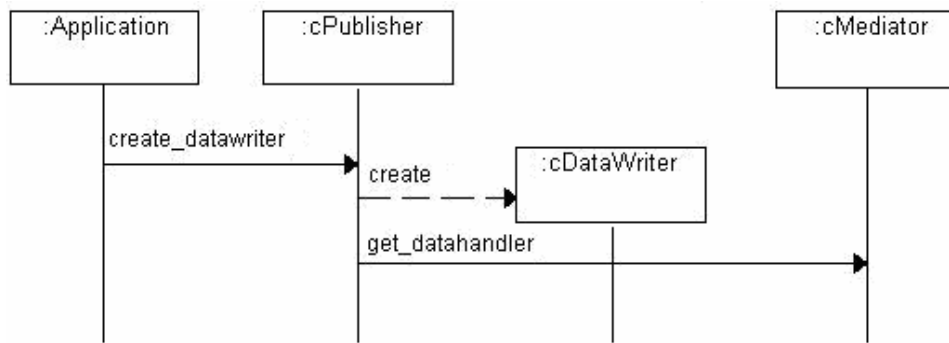 :Application
:cPublisher
:cMediator
create_datawriter
:cDataWriter
create
get_datahandler